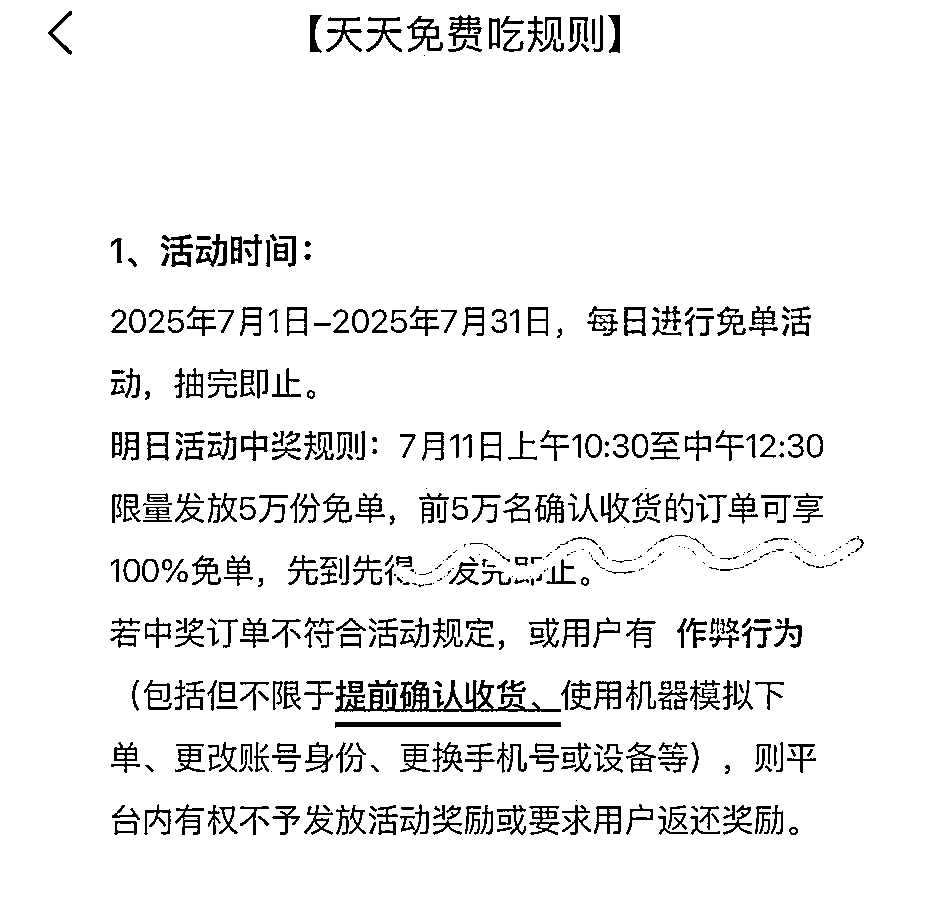 【天天免费吃规则】
1、活动时间：
2025年7月1日–2025年7月31日，每日进行免单活
动，抽完即止。
明日活动中奖规则：7月11日上午10:30至中午12:30
限量发放5万份免单，前5万名确认收货的订单可享
100%免单，先到先得 发完即止。
若中奖订单不符合活动规定，或用户有 作弊行为
（包括但不限于提前确认收货、使用机器模拟下
单、更改账号身份、更换手机号或设备等），则平
台内有权不予发放活动奖励或要求用户返还奖励。